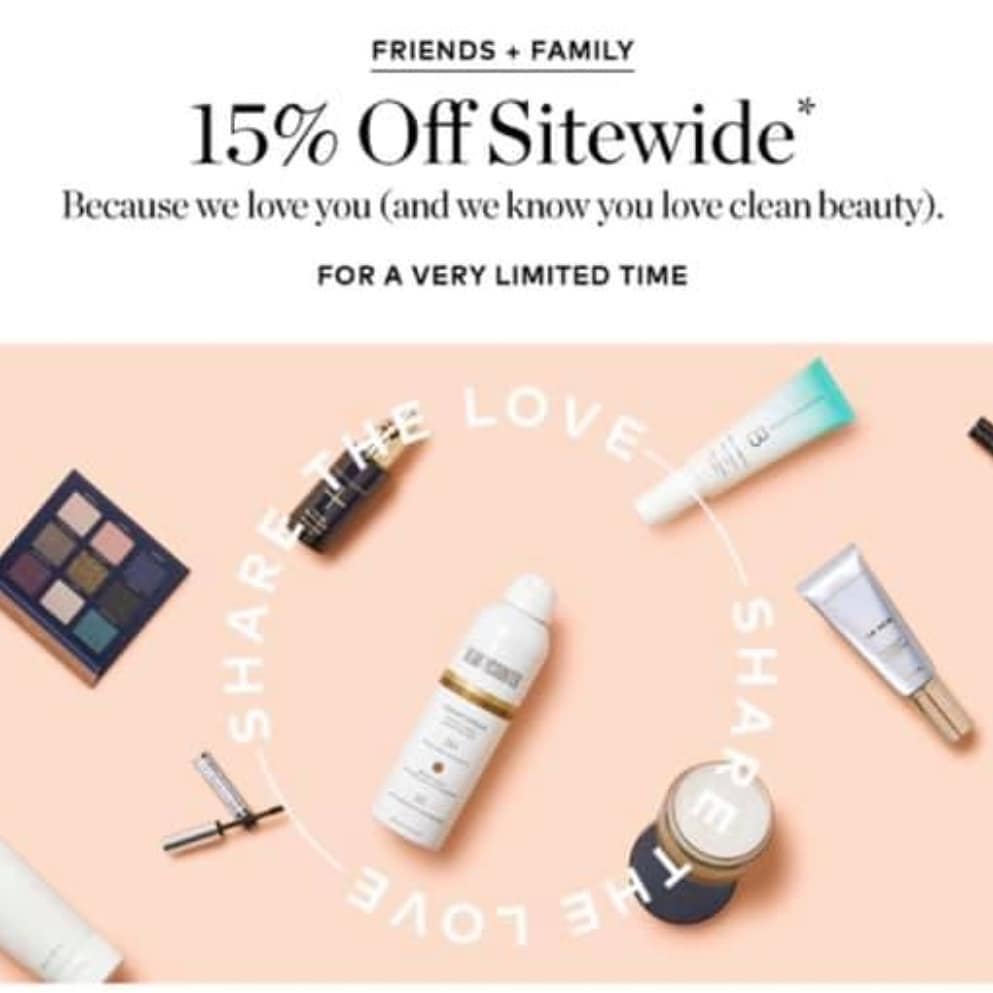 FRIENDS + FAMILY
15% Off Sitewide*
Because we love you (and we know you love clean beauty).
FOR A VERY LIMITED TIME
SHARE THE LOVE
SHARE THE LOVE